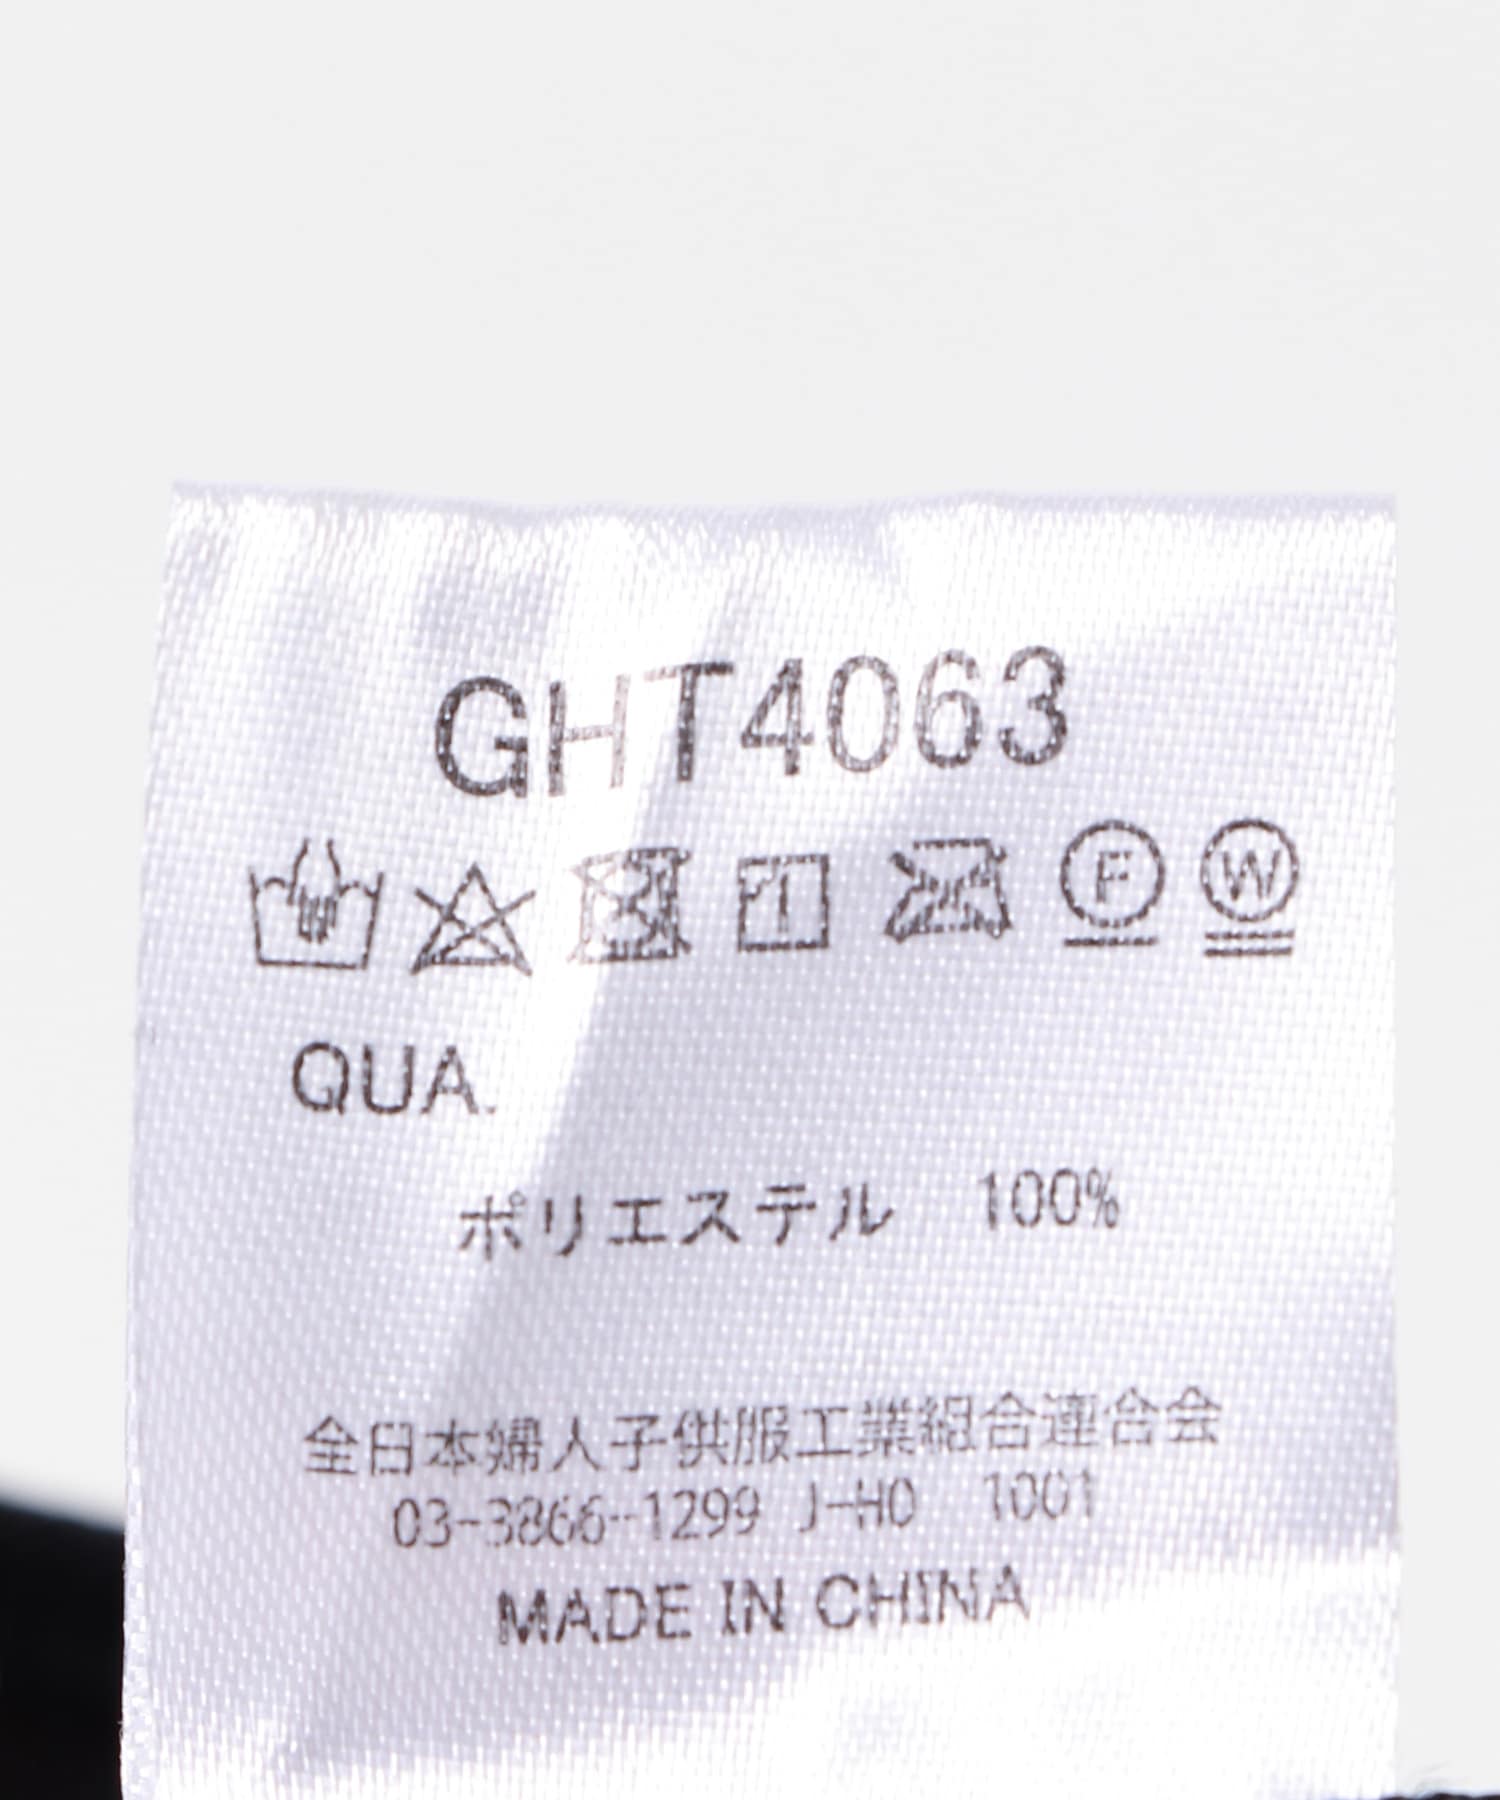 GHT4063
F W
QUA.
ポリエステル 100%
全日本婦人子供服工業組合連合会
03-3866-1299 J-HO 1001
MADE IN CHINA